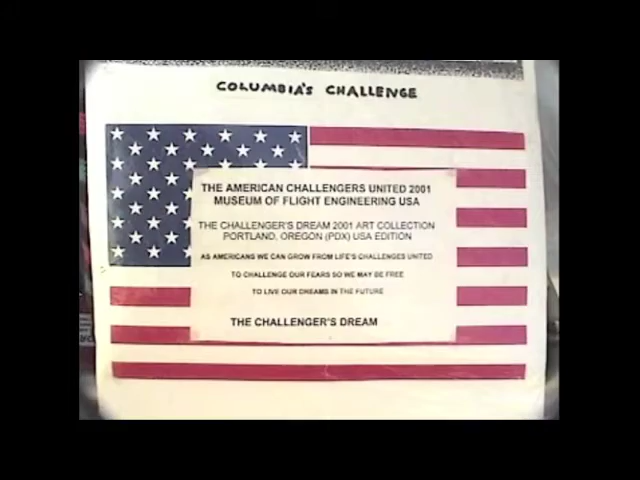 COLUMBIA'S CHALLENGE
THE AMERICAN CHALLENGERS UNITED 2001
MUSEUM OF FLIGHT ENGINEERING USA
THE CHALLENGER'S DREAM 2001 ART COLLECTION
PORTLAND, OREGON (PDX) USA EDITION
AS AMERICANS WE CAN GROW FROM LIFE'S CHALLENGES UNITED
TO CHALLENGE OUR FEARS SO WE MAY BE FREE
TO LIVE OUR DREAMS IN THE FUTURE
THE CHALLENGER'S DREAM